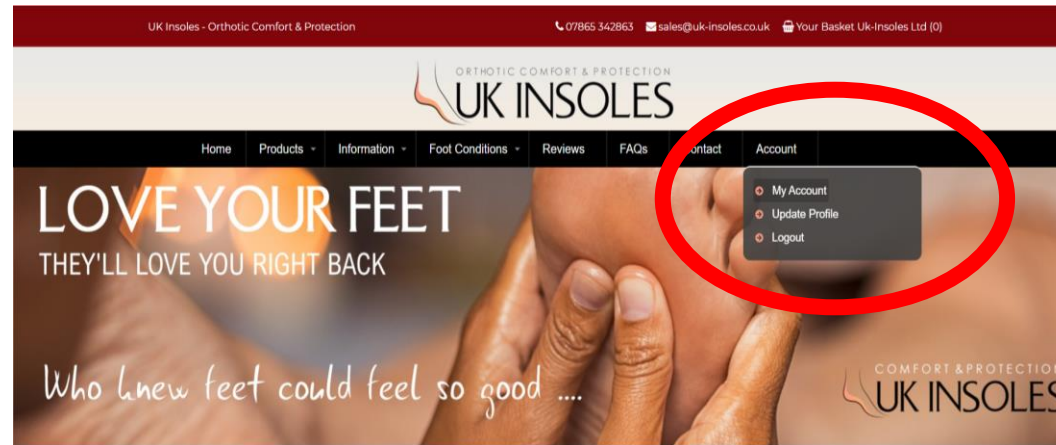 UK Insoles - Orthotic Comfort & Protection 07865 342863 sales@uk-insoles.co.uk Your Basket Uk-Insoles Ltd (0)
ORTHOTIC COMFORT & PROTECTION
UK INSOLES
Home Products Information Foot Conditions Reviews FAQs Contact Account
My Account
Update Profile
Logout
LOVE YOUR FEET
THEY'LL LOVE YOU RIGHT BACK
Who knew feet could feel so good ....
COMFORT & PROTECTION
UK INSOLES